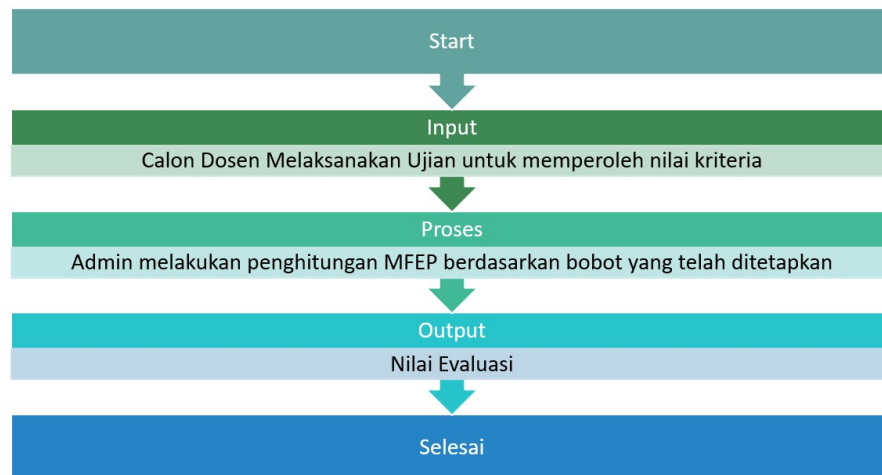 Start
Input
Calon Dosen Melaksanakan Ujian untuk memperoleh nilai kriteria
Proses
Admin melakukan penghitungan MFEP berdasarkan bobot yang telah ditetapkan
Output
Nilai Evaluasi
Selesai